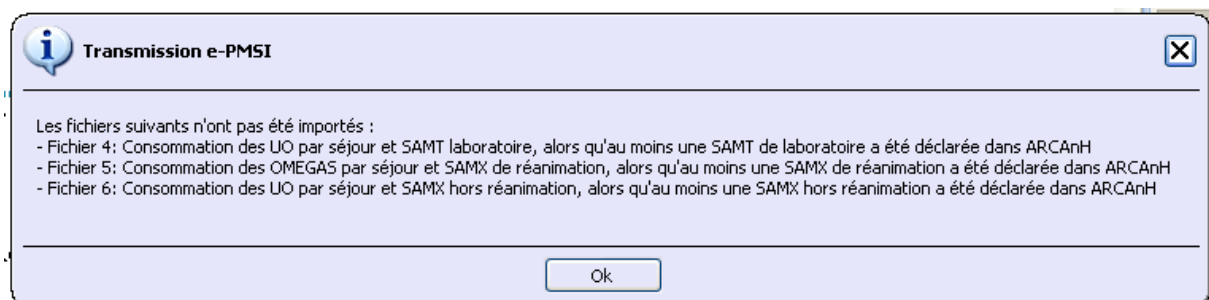 Transmission e-PMSI
Les fichiers suivants n'ont pas été importés :
- Fichier 4: Consommation des UO par séjour et SAMT laboratoire, alors qu'au moins une SAMT de laboratoire a été déclarée dans ARCAnH
- Fichier 5: Consommation des OMEGAS par séjour et SAMX de réanimation, alors qu'au moins une SAMX de réanimation a été déclarée dans ARCAnH
- Fichier 6: Consommation des UO par séjour et SAMX hors réanimation, alors qu'au moins une SAMX hors réanimation a été déclarée dans ARCAnH
Ok